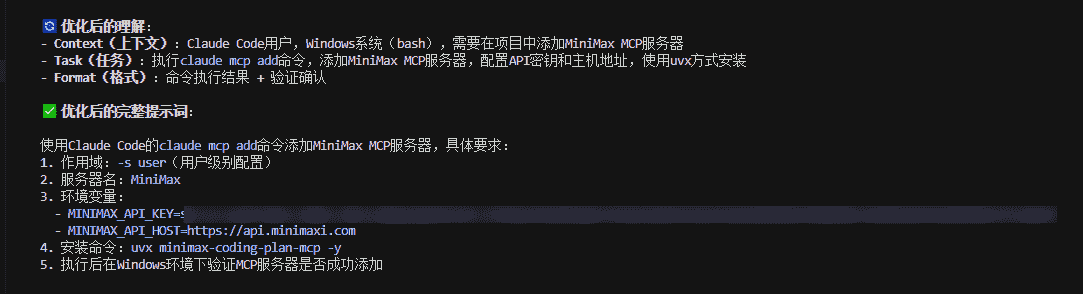 🔄 优化后的理解:
- Context(上下文):Claude Code用户,Windows系统(bash),需要在项目中添加MiniMax MCP服务器
- Task(任务):执行claude mcp add命令,添加MiniMax MCP服务器,配置API密钥和主机地址,使用uvx方式安装
- Format(格式):命令执行结果 + 验证确认
✅ 优化后的完整提示词:
使用Claude Code的claude mcp add命令添加MiniMax MCP服务器,具体要求:
1. 作用域:-s user(用户级别配置)
2. 服务器名:MiniMax
3. 环境变量:
- MINIMAX_API_KEY=s
- MINIMAX_API_HOST=https://api.minimaxi.com
4. 安装命令:uvx minimax-coding-plan-mcp -y
5. 执行后在Windows环境下验证MCP服务器是否成功添加